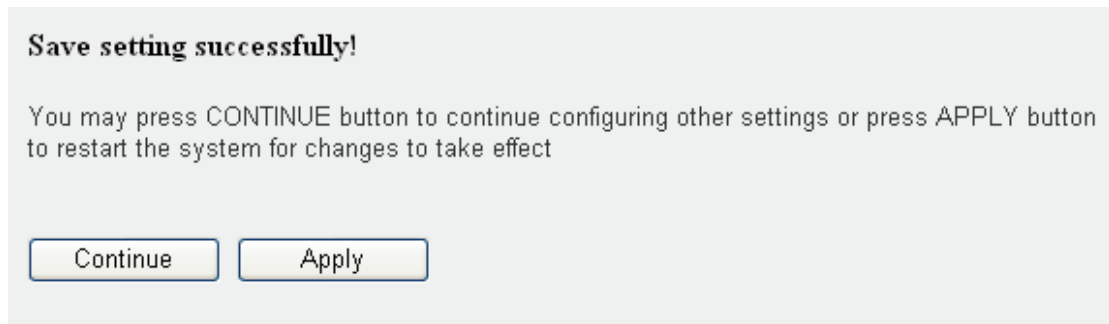 Save setting successfully!
You may press CONTINUE button to continue configuring other settings or press APPLY button
to restart the system for changes to take effect
Continue Apply